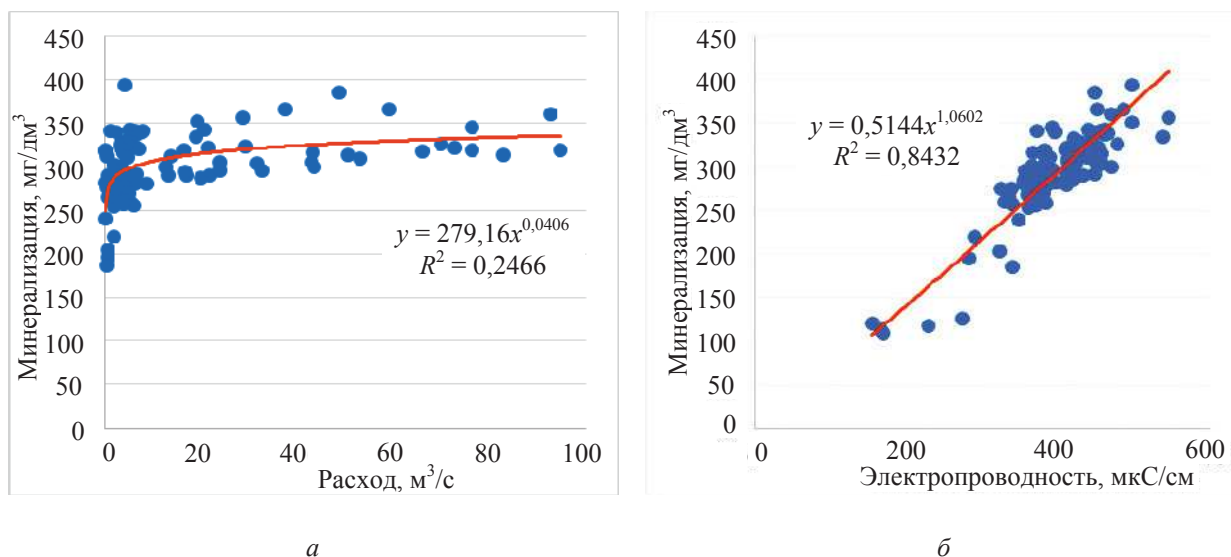 450
400
350
300
250
200
150
100
50
0
Минерализация, мг/дм³
y = 279,16x^0,0406
R² = 0,2466
0 20 40 60 80 100
Расход, м³/с
а
450
400
350
300
250
200
150
100
50
0
Минерализация, мг/дм³
y = 0,5144x^1,0602
R² = 0,8432
0 200 400 600
Электропроводность, мкС/см
б